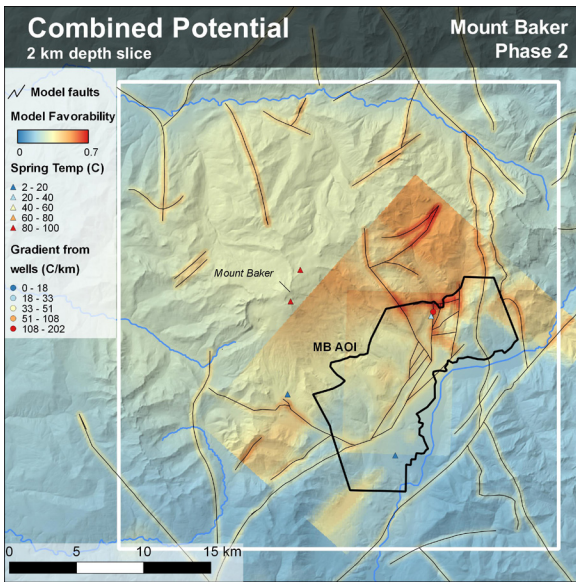 Combined Potential
2 km depth slice
Mount Baker
Phase 2
Model faults
Model Favorability
0 0.7
Spring Temp (C)
2 - 20
20 - 40
40 - 60
60 - 80
80 - 100
Gradient from
wells (C/km)
0 - 18
18 - 33
33 - 51
51 - 108
108 - 202
Mount Baker
MB AOI
0 5 10 15 km